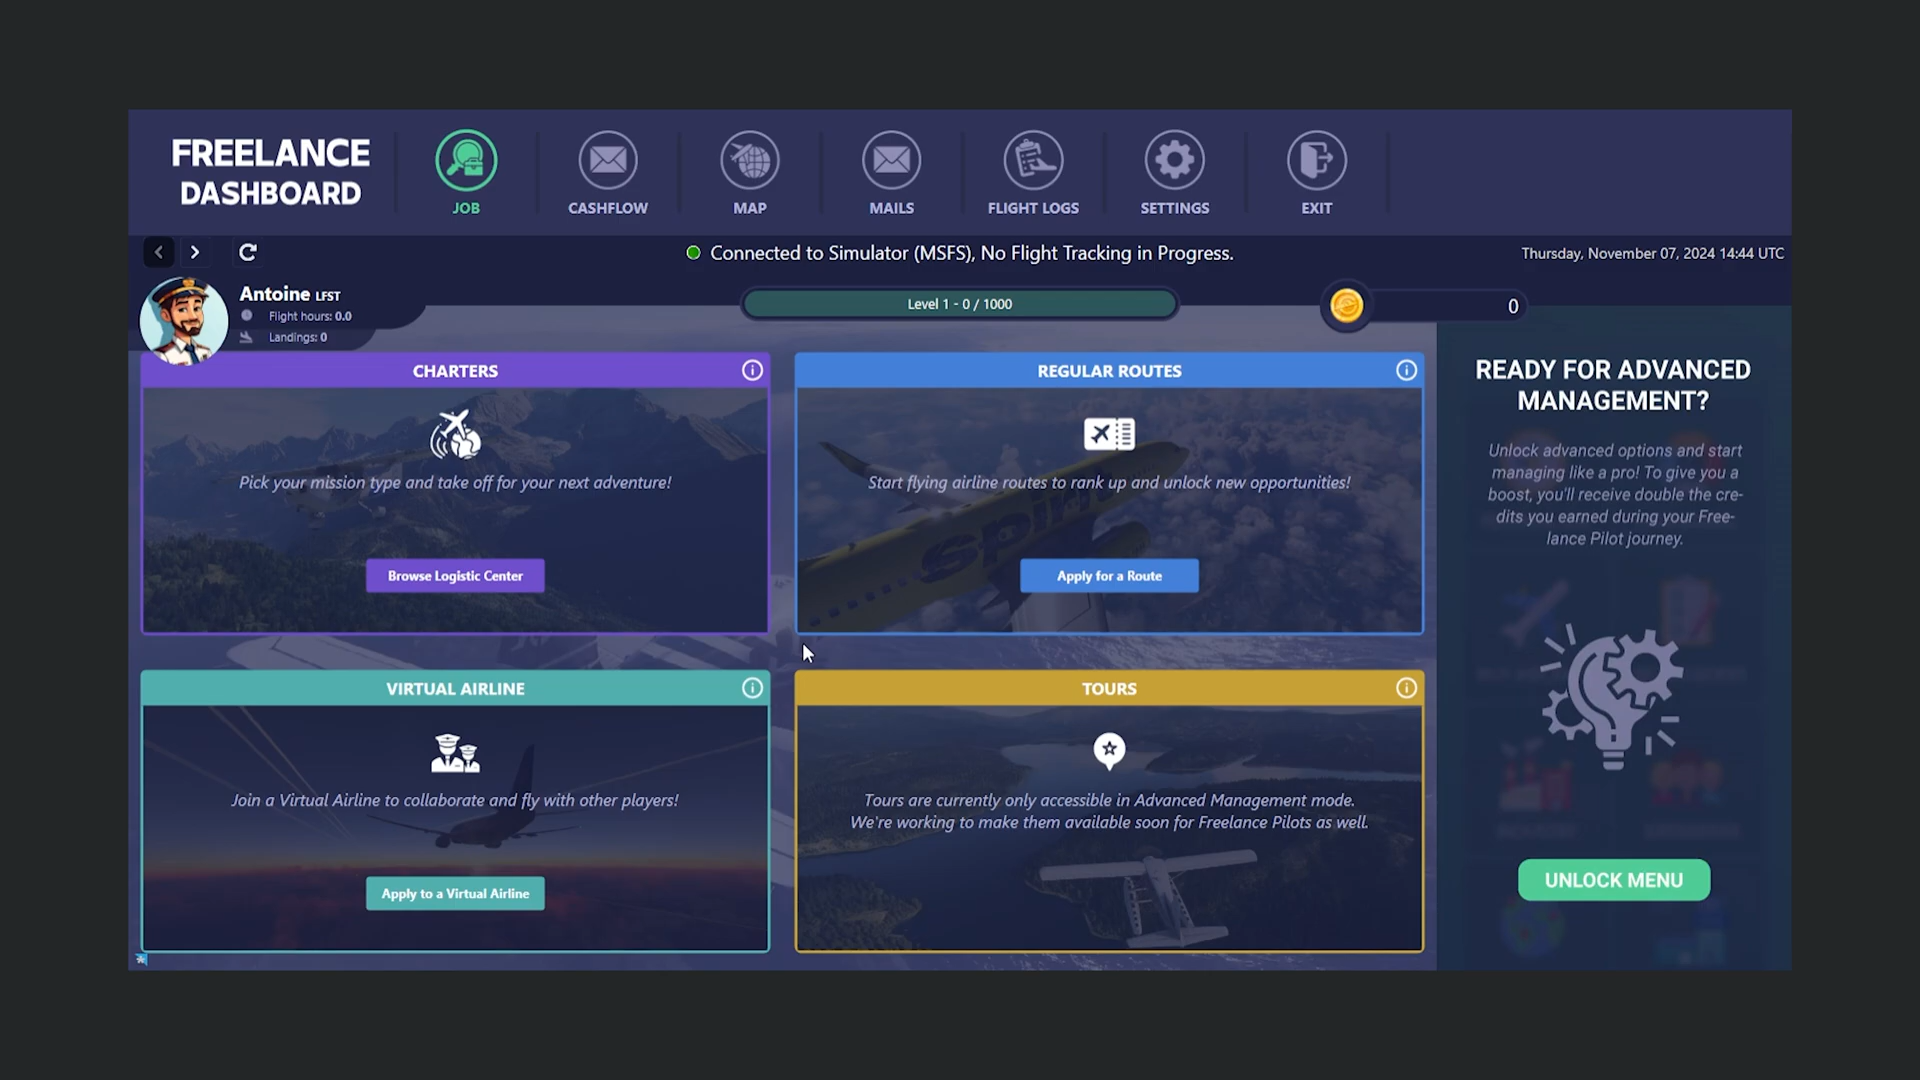 FREELANCE
DASHBOARD
JOB
CASHFLOW
MAP
MAILS
FLIGHT LOGS
SETTINGS
EXIT
Connected to Simulator (MSFS), No Flight Tracking in Progress.
Thursday, November 07, 2024 14:44 UTC
Antoine LFST
Flight hours: 0.0
Landings: 0
Level 1 - 0 / 1000
0
CHARTERS
Pick your mission type and take off for your next adventure!
Browse Logistic Center
REGULAR ROUTES
Start flying airline routes to rank up and unlock new opportunities!
spirit
Apply for a Route
VIRTUAL AIRLINE
Join a Virtual Airline to collaborate and fly with other players!
Apply to a Virtual Airline
TOURS
Tours are currently only accessible in Advanced Management mode.
We're working to make them available soon for Freelance Pilots as well.
READY FOR ADVANCED
MANAGEMENT?
Unlock advanced options and start
managing like a pro! To give you a
boost, you'll receive double the cre-
dits you earned during your Free-
lance Pilot journey.
UNLOCK MENU